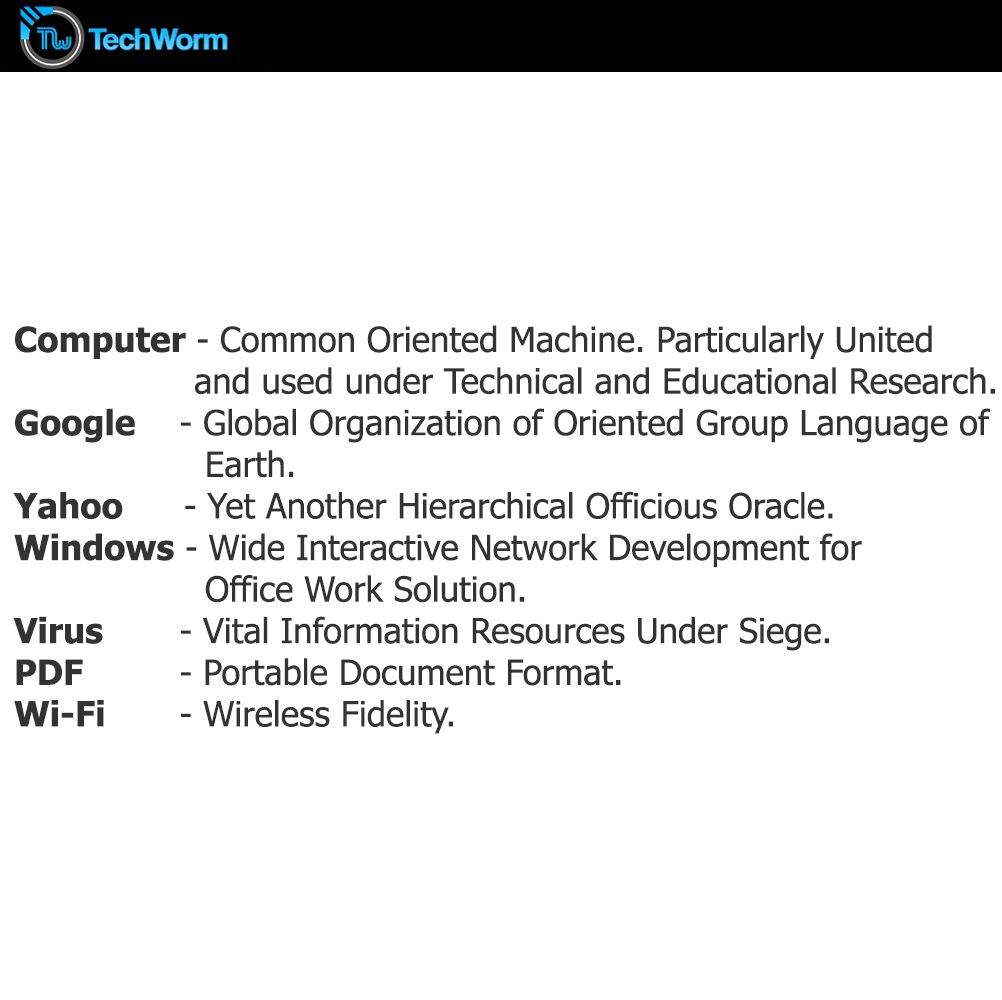 TW TechWorm
Computer - Common Oriented Machine. Particularly United
and used under Technical and Educational Research.
Google - Global Organization of Oriented Group Language of
Earth.
Yahoo - Yet Another Hierarchical Officious Oracle.
Windows - Wide Interactive Network Development for
Office Work Solution.
Virus - Vital Information Resources Under Siege.
PDF - Portable Document Format.
Wi-Fi - Wireless Fidelity.